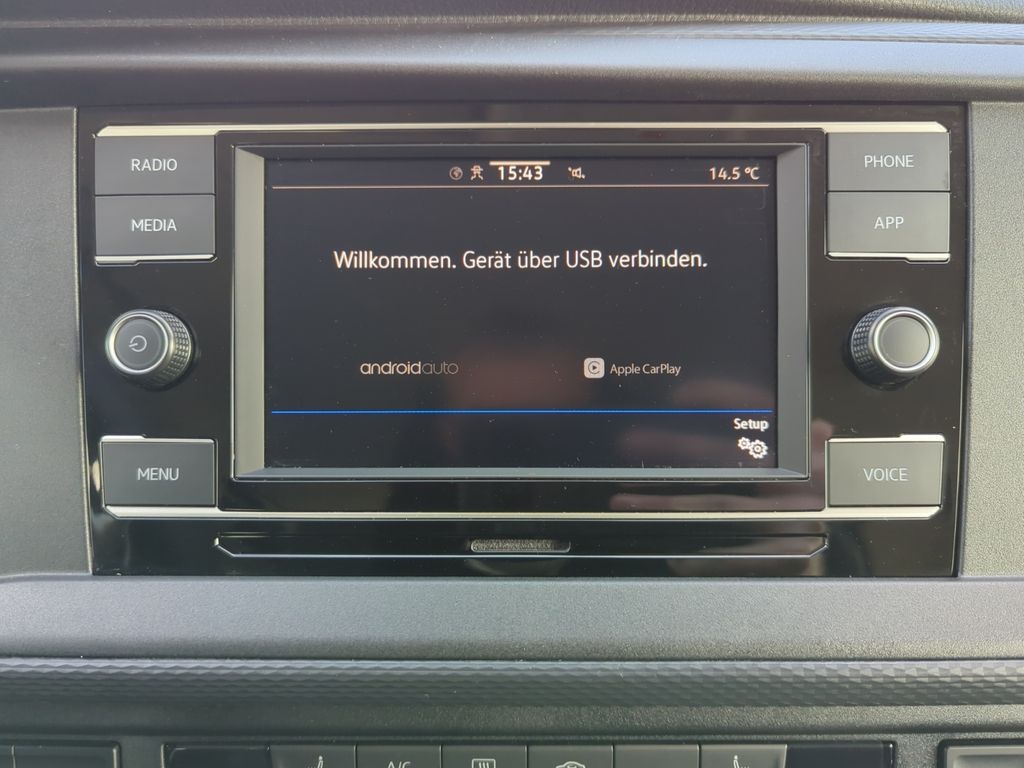 RADIO
MEDIA
MENU
15:43
14.5 °C
Willkommen. Gerät über USB verbinden.
androidauto
Apple CarPlay
Setup
PHONE
APP
VOICE
A/C